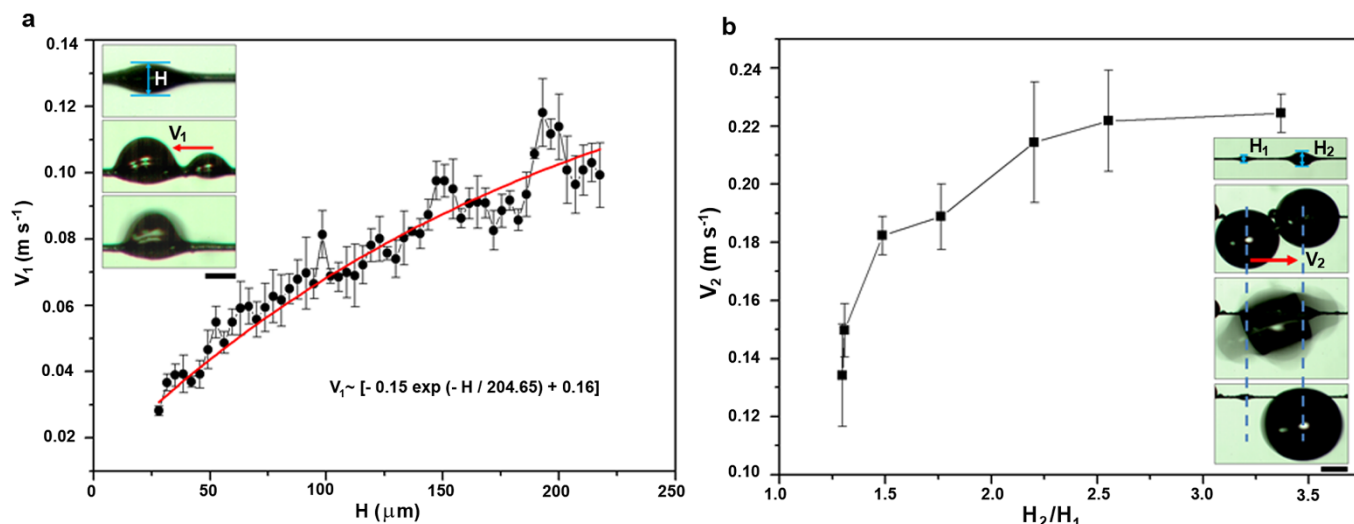 a
0.14
0.12
0.10
0.08
0.06
0.04
0.02
V₁ (m s⁻¹)
0
50
100
150
200
250
H (μm)
H
V₁
V₁~ [- 0.15 exp (- H / 204.65) + 0.16]
b
0.24
0.22
0.20
0.18
0.16
0.14
0.12
0.10
V₂ (m s⁻¹)
1.0
1.5
2.0
2.5
3.0
3.5
H₂/H₁
H₁ H₂
V₂